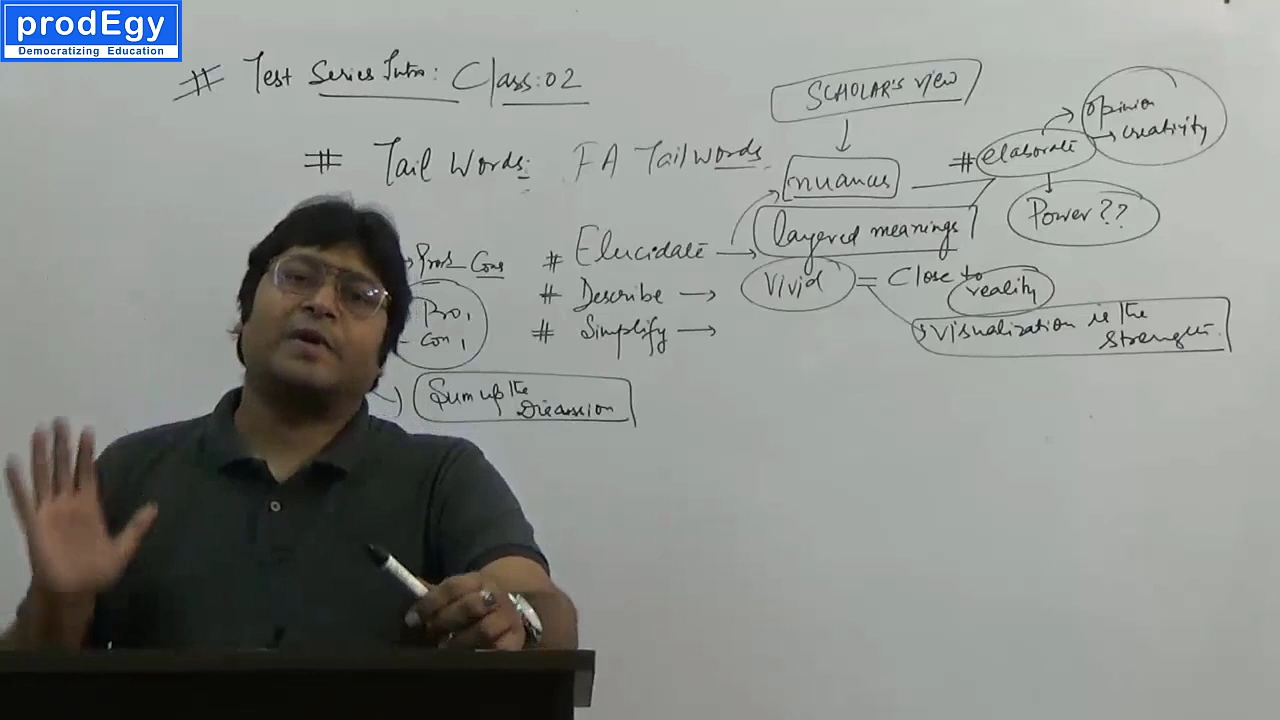 prodEgy
Democratizing Education
# Test Series Intro: Class:02
# Tail Words: FA Tailwords
SCHOLAR'S VIEW
nuances
# elaborate
opinion
creativity
Power??
Pros Cons
Pro,
Con,
# Elucidate
layered meanings
# Describe
Vivid = Close to reality
# Simplify
Visualization is the
Strength.
Sum up the
Discussion